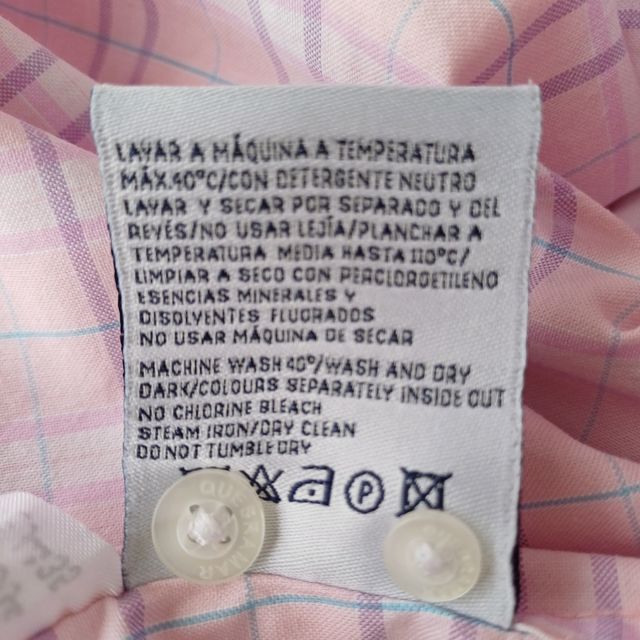 LAVAR A MÁQUINA A TEMPERATURA
MÁX.40°C/CON DETERGENTE NEUTRO
LAVAR Y SECAR POR SEPARADO Y DEL
REVÉS/NO USAR LEJÍA/PLANCHAR A
TEMPERATURA MEDIA HASTA 110°C/
LIMPIAR A SECO CON PERCLOROETILENO
ESENCIAS MINERALES Y
DISOLVENTES FLUORADOS
NO USAR MÁQUINA DE SECAR
MACHINE WASH 40°/WASH AND DRY
DARK/COLOURS SEPARATELY INSIDE OUT
NO CHLORINE BLEACH
STEAM IRON/DRY CLEAN
DO NOT TUMBLE DRY
P